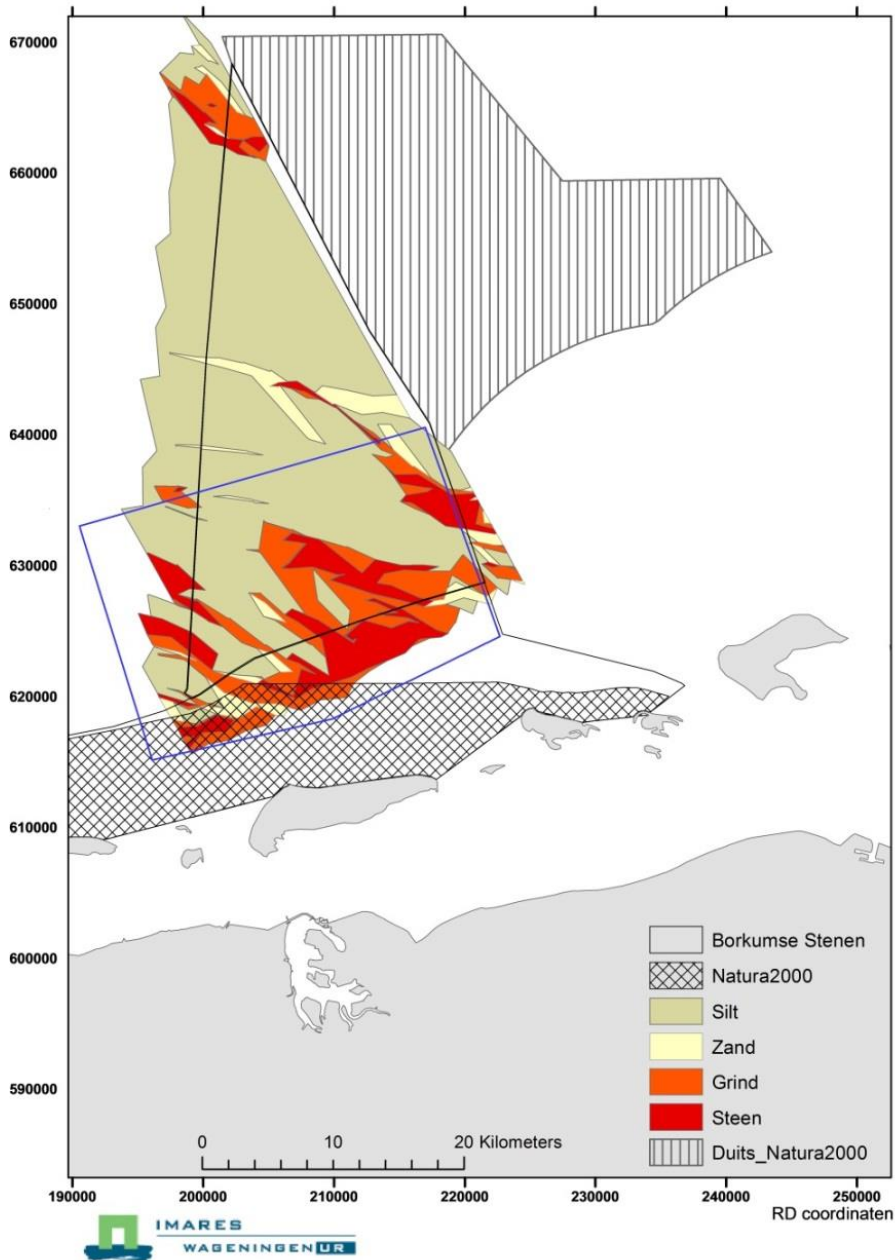 670000
660000
650000
640000
630000
620000
610000
600000
590000
Borkumse Stenen
Natura2000
Silt
Zand
Grind
Steen
Duits_Natura2000
0 10 20 Kilometers
190000 200000 210000 220000 230000 240000 250000
RD coordinaten
IMARES
WAGENINGEN UR